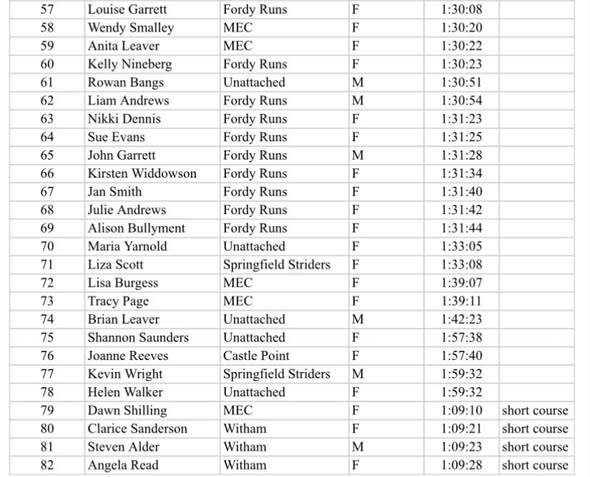 57 Louise Garrett Fordy Runs F 1:30:08
58 Wendy Smalley MEC F 1:30:20
59 Anita Leaver MEC F 1:30:22
60 Kelly Nineberg Fordy Runs F 1:30:23
61 Rowan Bangs Unattached M 1:30:51
62 Liam Andrews Fordy Runs M 1:30:54
63 Nikki Dennis Fordy Runs F 1:31:23
64 Sue Evans Fordy Runs F 1:31:25
65 John Garrett Fordy Runs M 1:31:28
66 Kirsten Widdowson Fordy Runs F 1:31:34
67 Jan Smith Fordy Runs F 1:31:40
68 Julie Andrews Fordy Runs F 1:31:42
69 Alison Bullyment Fordy Runs F 1:31:44
70 Maria Yarnold Unattached F 1:33:05
71 Liza Scott Springfield Striders F 1:33:08
72 Lisa Burgess MEC F 1:39:07
73 Tracy Page MEC F 1:39:11
74 Brian Leaver Unattached M 1:42:23
75 Shannon Saunders Unattached F 1:57:38
76 Joanne Reeves Castle Point F 1:57:40
77 Kevin Wright Springfield Striders M 1:59:32
78 Helen Walker Unattached F 1:59:32
79 Dawn Shilling MEC F 1:09:10 short course
80 Clarice Sanderson Witham F 1:09:21 short course
81 Steven Alder Witham M 1:09:23 short course
82 Angela Read Witham F 1:09:28 short course